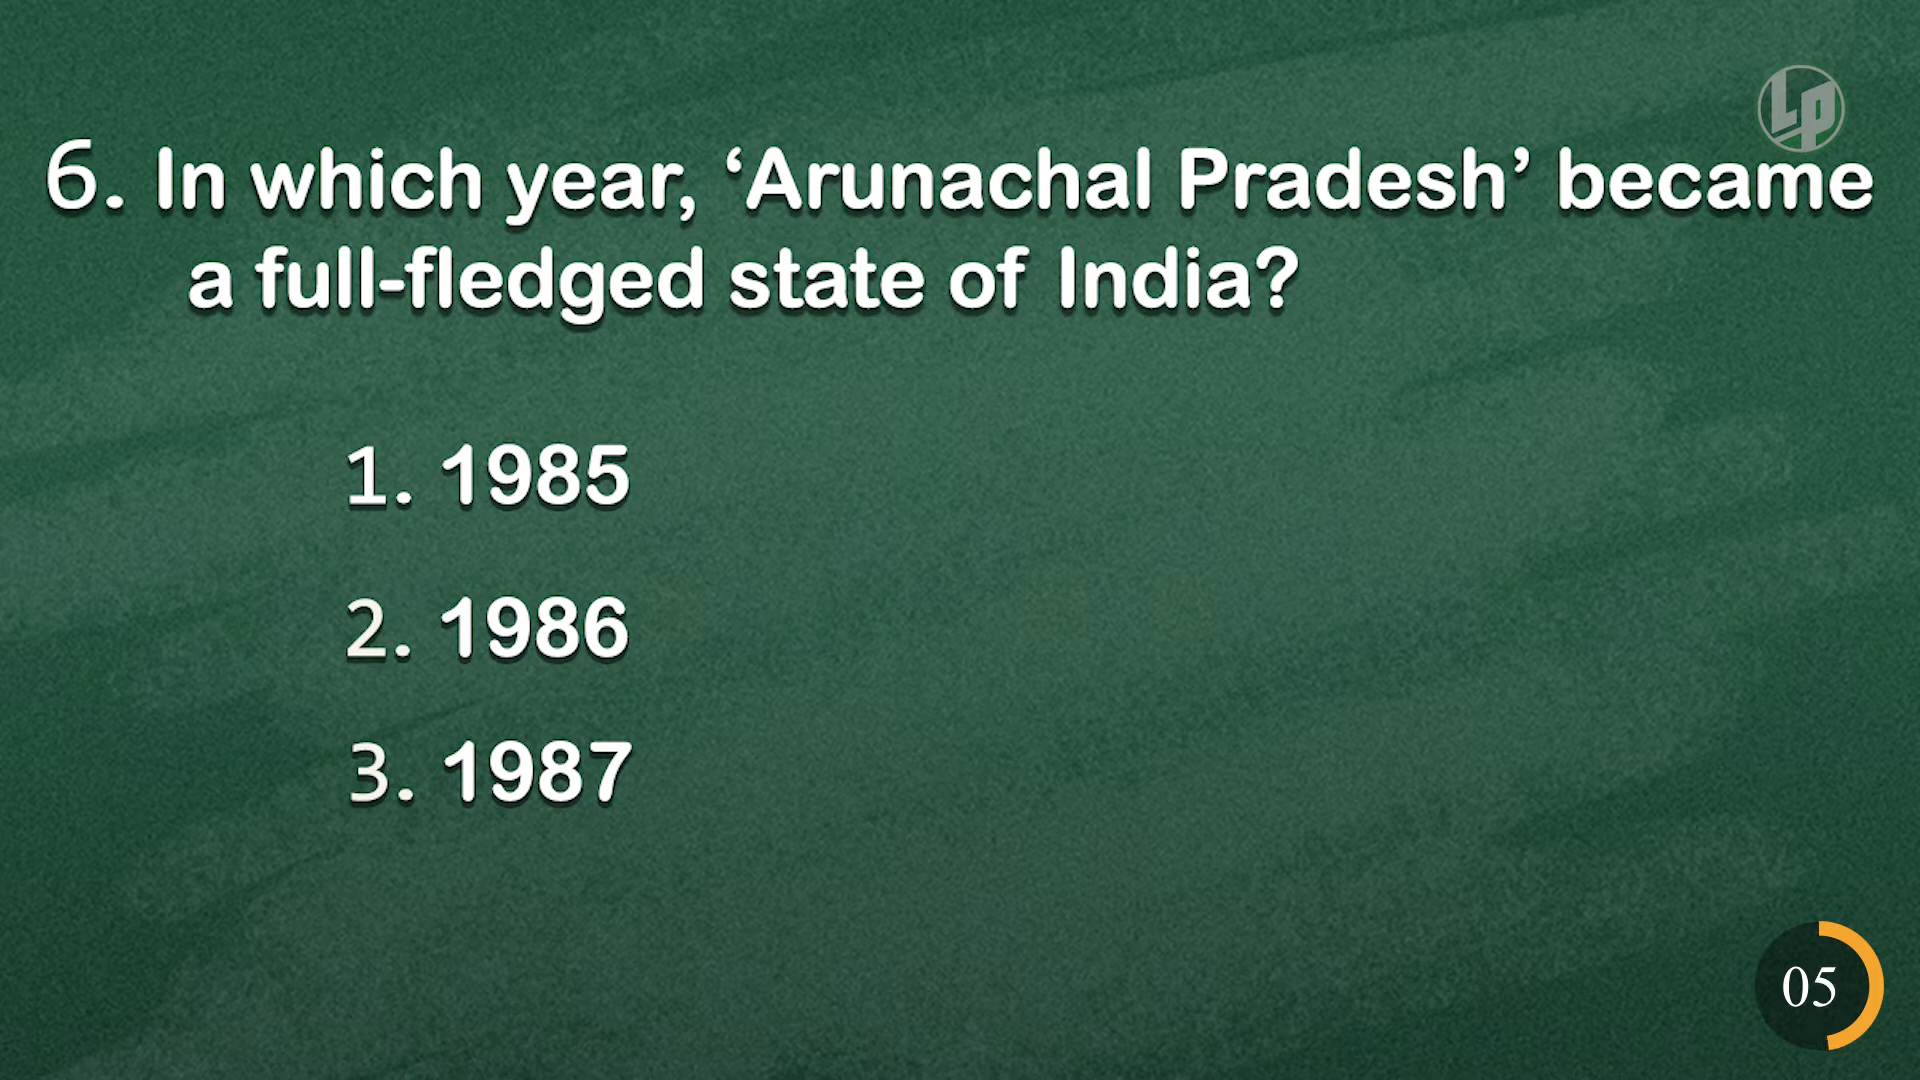 LP
6. In which year, ‘Arunachal Pradesh’ became
a full-fledged state of India?
1. 1985
2. 1986
3. 1987
05